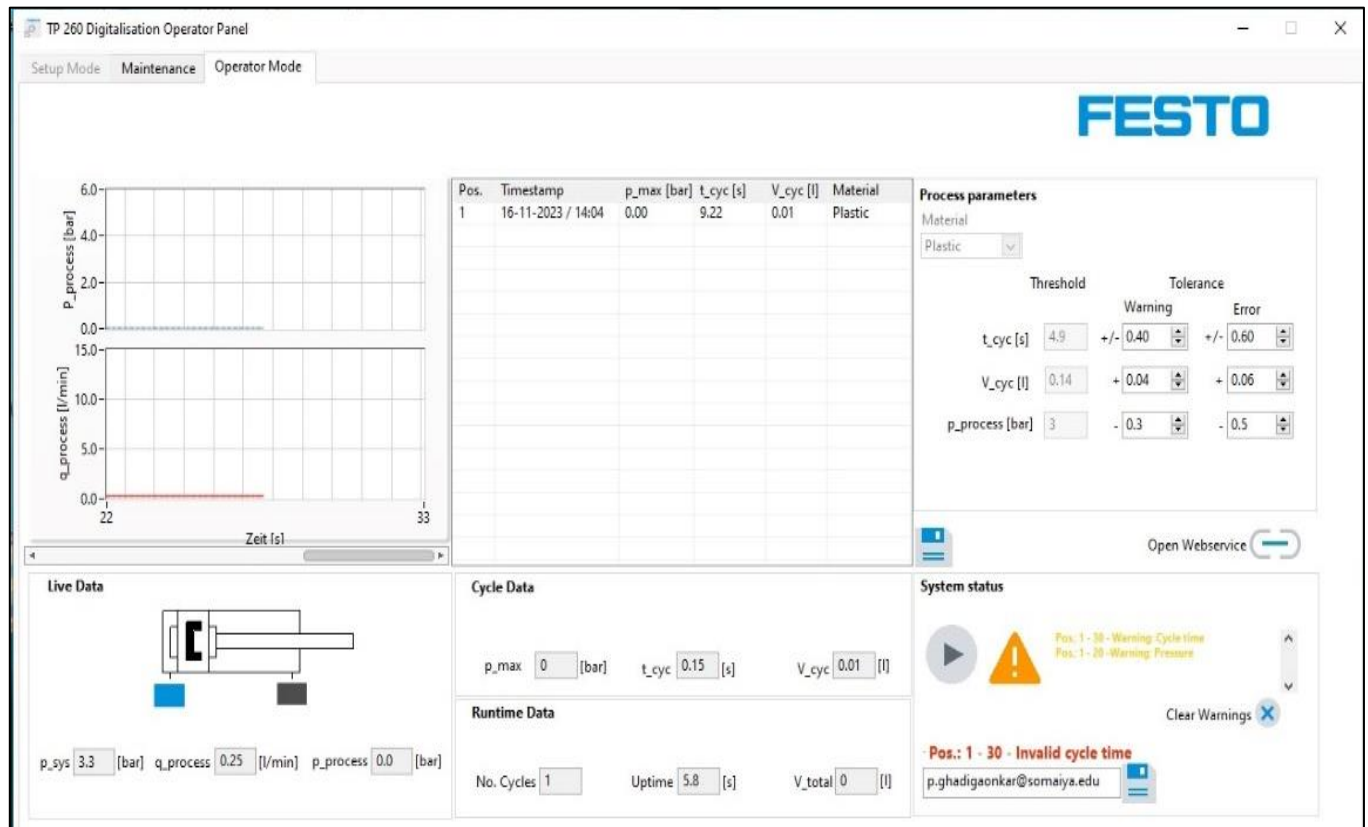 TP 260 Digitalisation Operator Panel
Setup Mode Maintenance Operator Mode
FESTO
6.0
4.0
2.0
0.0
P_process [bar]
15.0
10.0
5.0
0.0
q_process [l/min]
22 33
Zeit [s]
Pos. Timestamp p_max [bar] t_cyc [s] V_cyc [l] Material
1 16-11-2023 / 14:04 0.00 9.22 0.01 Plastic
Process parameters
Material
Plastic
Threshold Tolerance
Warning Error
t_cyc [s] 4.9 +/- 0.40 +/- 0.60
V_cyc [l] 0.14 + 0.04 + 0.06
p_process [bar] 3 - 0.3 - 0.5
Open Webservice
Live Data
p_sys 3.3 [bar] q_process 0.25 [l/min] p_process 0.0 [bar]
Cycle Data
p_max 0 [bar] t_cyc 0.15 [s] V_cyc 0.01 [l]
Runtime Data
No. Cycles 1 Uptime 5.8 [s] V_total 0 [l]
System status
Pos.: 1 - 30 - Warning: Cycle time
Pos.: 1 - 20 -Warning: Pressure
Clear Warnings
Pos.: 1 - 30 - Invalid cycle time
p.ghadigaonkar@somaiya.edu